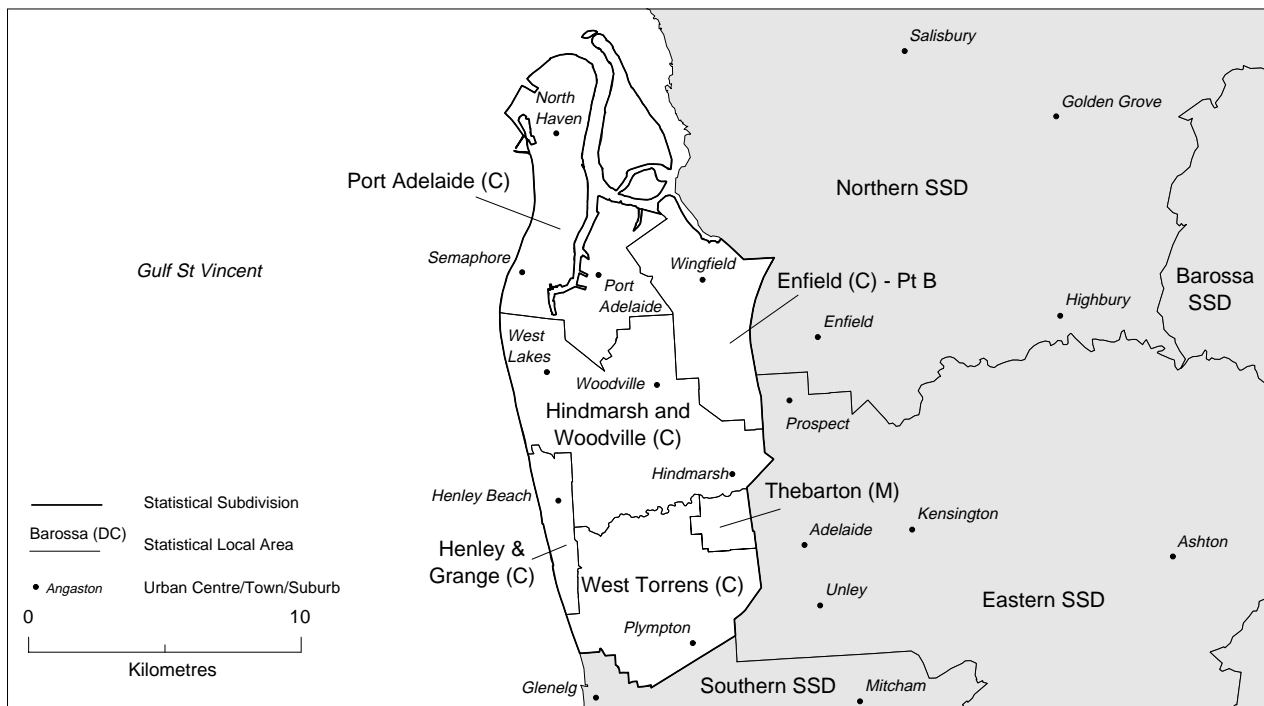 Salisbury
North
Haven
Golden Grove
Port Adelaide (C)
Northern SSD
Gulf St Vincent
Semaphore
Wingfield
Port
Adelaide
Enfield (C) - Pt B
Barossa
SSD
Highbury
Enfield
West
Lakes
Woodville
Prospect
Hindmarsh and
Woodville (C)
Hindmarsh
Thebarton (M)
Henley Beach
Statistical Subdivision
Barossa (DC)
Statistical Local Area
Angaston
Urban Centre/Town/Suburb
0
10
Kilometres
Kensington
Adelaide
Ashton
Henley &
Grange (C)
West Torrens (C)
Unley
Eastern SSD
Plympton
Glenelg
Southern SSD
Mitcham